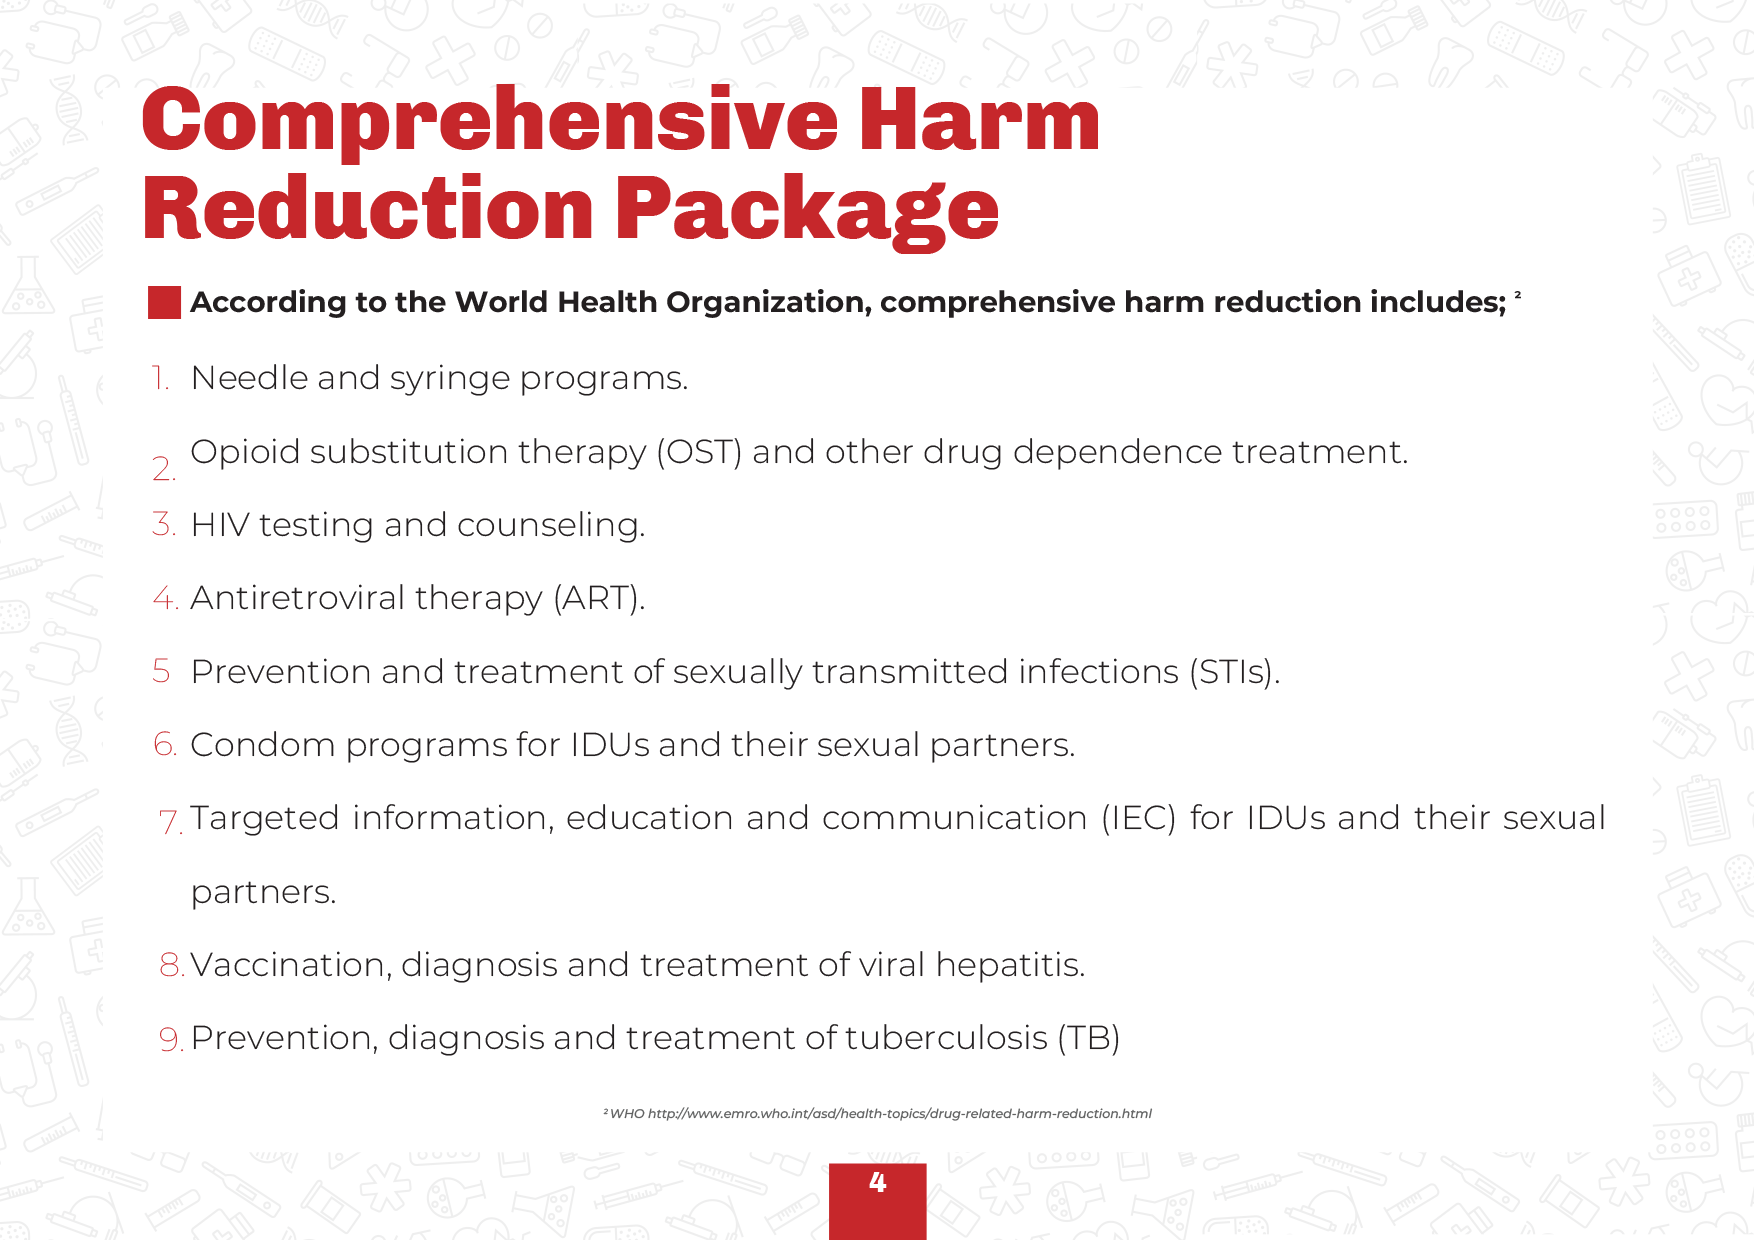 Comprehensive Harm
Reduction Package
According to the World Health Organization, comprehensive harm reduction includes; ²
1. Needle and syringe programs.
2. Opioid substitution therapy (OST) and other drug dependence treatment.
3. HIV testing and counseling.
4. Antiretroviral therapy (ART).
5 Prevention and treatment of sexually transmitted infections (STIs).
6. Condom programs for IDUs and their sexual partners.
7. Targeted information, education and communication (IEC) for IDUs and their sexual
partners.
8. Vaccination, diagnosis and treatment of viral hepatitis.
9. Prevention, diagnosis and treatment of tuberculosis (TB)
² WHO http://www.emro.who.int/asd/health-topics/drug-related-harm-reduction.html
4